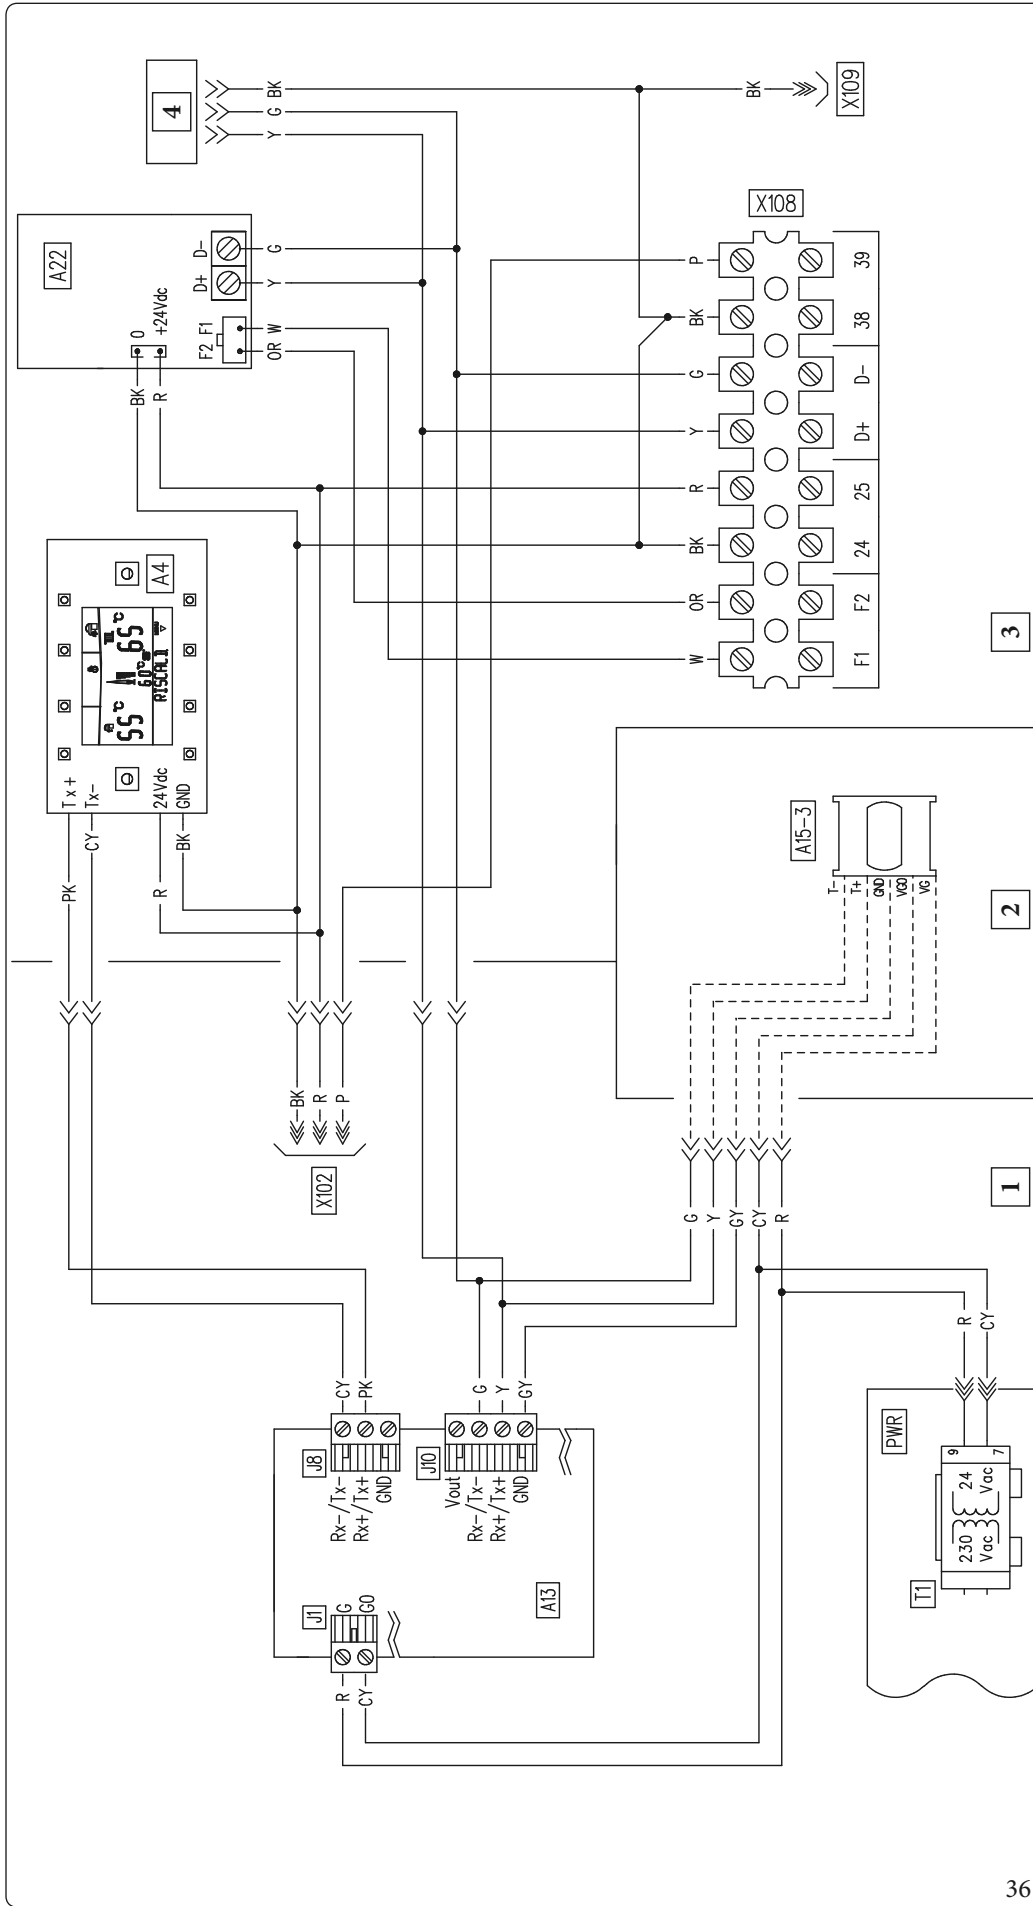 4
BK
G
Y
BK
X109
A22
D-
D+
G
Y
0
+24Vdc
F2 F1
W
OR
BK
R
X108
P
BK
G
Y
R
BK
OR
W
39
38
D-
D+
25
24
F2
F1
3
A4
55 °C
60°C
65 °C
RISCALD
Tx+
Tx-
24Vdc
GND
PK
CY
R
BK
A15-3
T-
T+
GND
VG0
VG
2
BK
R
P
X102
1
G
Y
GY
CY
R
R
CY
CY
PK
G
Y
GY
J8
Rx-/Tx-
Rx+/Tx+
GND
J10
Vout
Rx-/Tx-
Rx+/Tx+
GND
J1
G
G0
A13
R
CY
PWR
9
7
24
Vac
230
Vac
T1
36